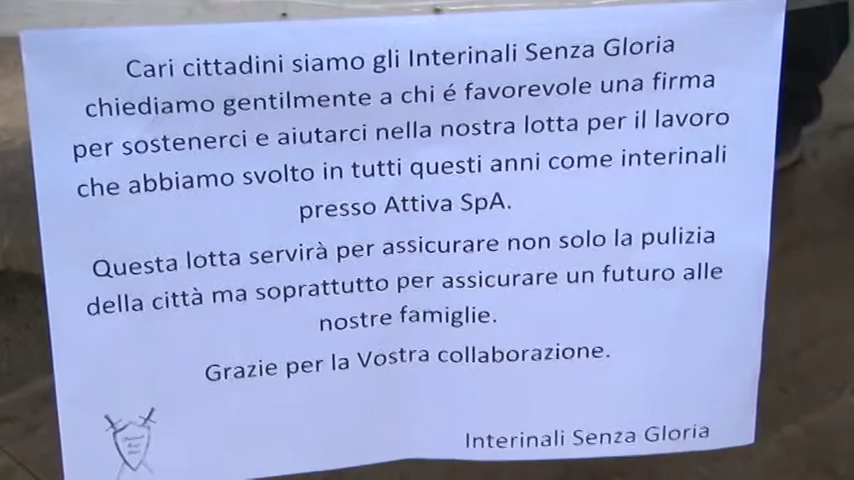 Cari cittadini siamo gli Interinali Senza Gloria
chiediamo gentilmente a chi é favorevole una firma
per sostenerci e aiutarci nella nostra lotta per il lavoro
che abbiamo svolto in tutti questi anni come interinali
presso Attiva SpA.
Questa lotta servirà per assicurare non solo la pulizia
della città ma soprattutto per assicurare un futuro alle
nostre famiglie.
Grazie per la Vostra collaborazione.
Interinali Senza Gloria